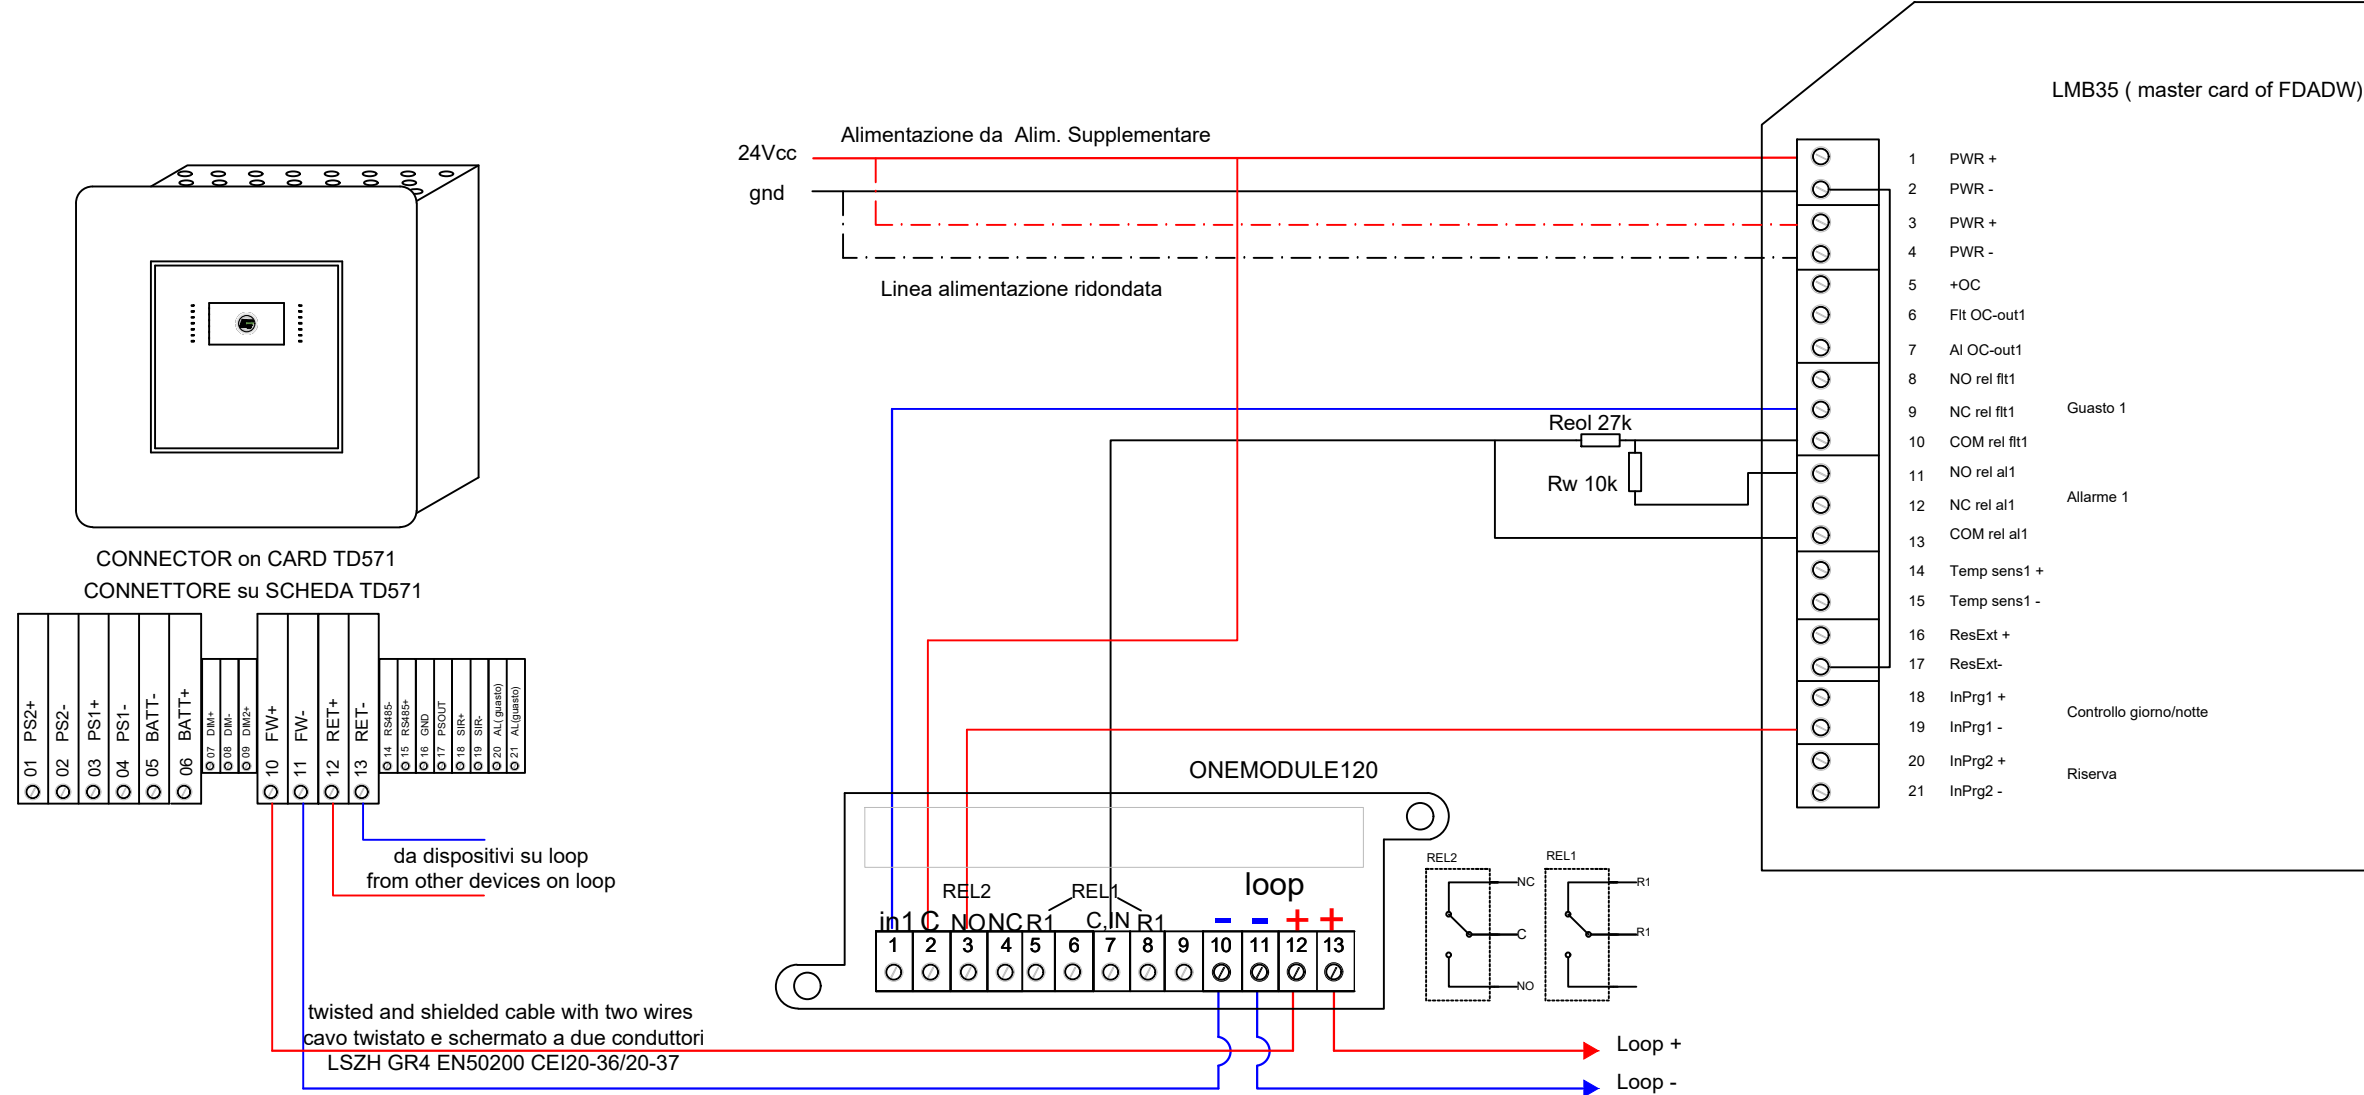 LMB35 ( master card of FDADW)
Alimentazione da Alim. Supplementare
24Vcc
gnd
Linea alimentazione ridondata
1 PWR +
2 PWR -
3 PWR +
4 PWR -
5 +OC
6 Flt OC-out1
7 Al OC-out1
8 NO rel flt1
9 NC rel flt1
Guasto 1
10 COM rel flt1
11 NO rel al1
12 NC rel al1
Allarme 1
13 COM rel al1
14 Temp sens1 +
15 Temp sens1 -
16 ResExt +
17 ResExt-
18 InPrg1 +
19 InPrg1 -
Controllo giorno/notte
20 InPrg2 +
21 InPrg2 -
Riserva
Reol 27k
Rw 10k
CONNECTOR on CARD TD571
CONNETTORE su SCHEDA TD571
01 PS2+
02 PS2-
03 PS1+
04 PS1-
05 BATT-
06 BATT+
07 DIM+
08 DIM-
09 DIM2+
10 FW+
11 FW-
12 RET+
13 RET-
14 RS485-
15 RS485+
16 GND
17 PSOUT
18 SIR+
19 SIR-
20 AL( guasto)
21 AL(guasto)
da dispositivi su loop
from other devices on loop
twisted and shielded cable with two wires
cavo twistato e schermato a due conduttori
LSZH GR4 EN50200 CEI20-36/20-37
ONEMODULE120
REL2 REL1 loop
in1 C NO NC R1 C,IN R1 - - + +
1 2 3 4 5 6 7 8 9 10 11 12 13
REL2
NC
C
NO
REL1
R1
R1
Loop +
Loop -